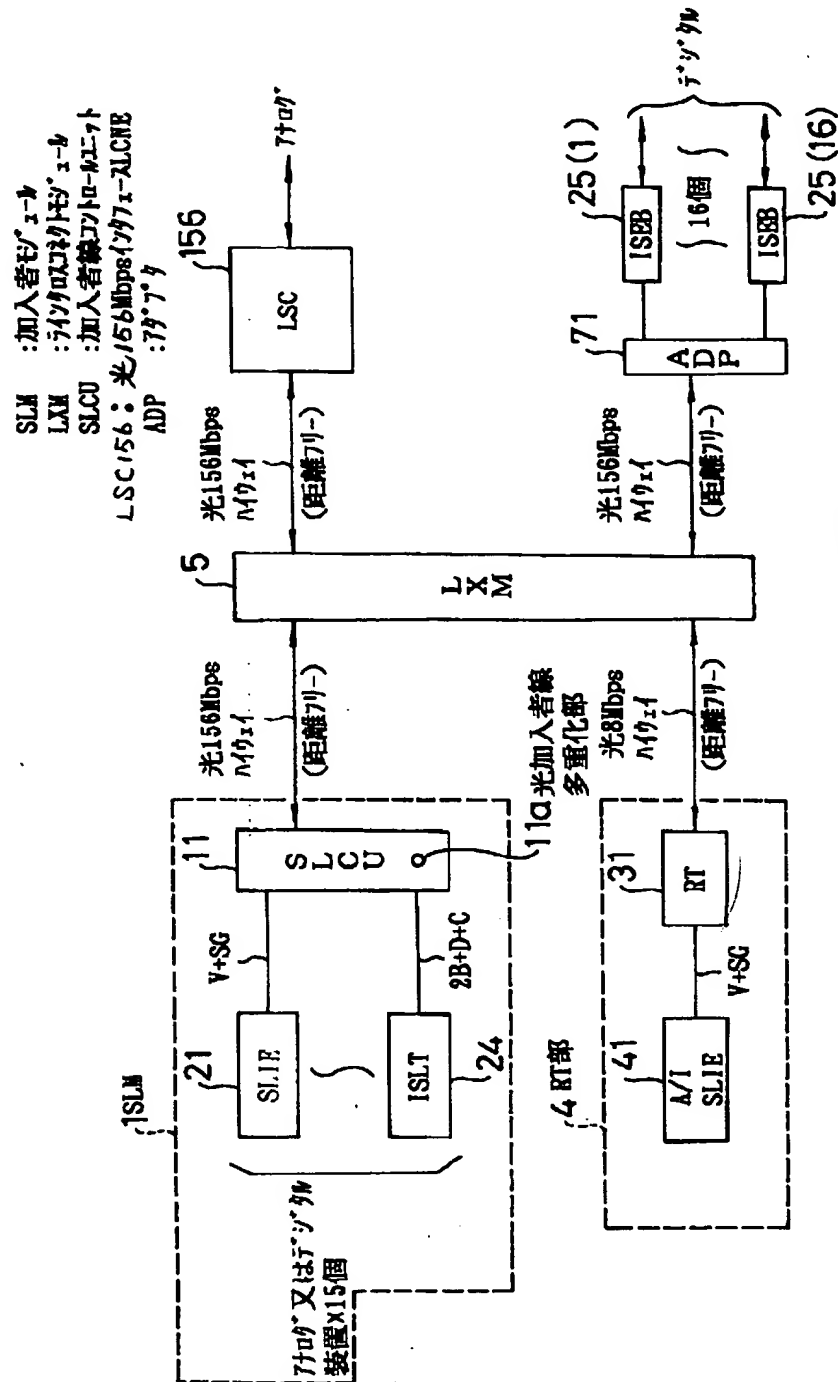 SLM :加入者モジュール
LXM :ラインクロスコネクトモジュール
SLCU :加入者線コントロールユニット
LSC156:光156MbpsインタフェースLCNE
ADP :アダプタ
1SLM
アナログ又はデジタル
装置×15個
21
SLIE
V+SG
11
SLCU
24
ISLT
2B+D+C
11a光加入者線
多重化部
光156Mbps
ハイウェイ
(距離フリー)
5
LXM
光156Mbps
ハイウェイ
(距離フリー)
156
LSC
アナログ
4 RT部
41
A/I
SLIE
V+SG
31
RT
光8Mbps
ハイウェイ
(距離フリー)
光156Mbps
ハイウェイ
(距離フリー)
71
ADP
25(1)
ISEB
16個
ISEB
25(16)
デジタル